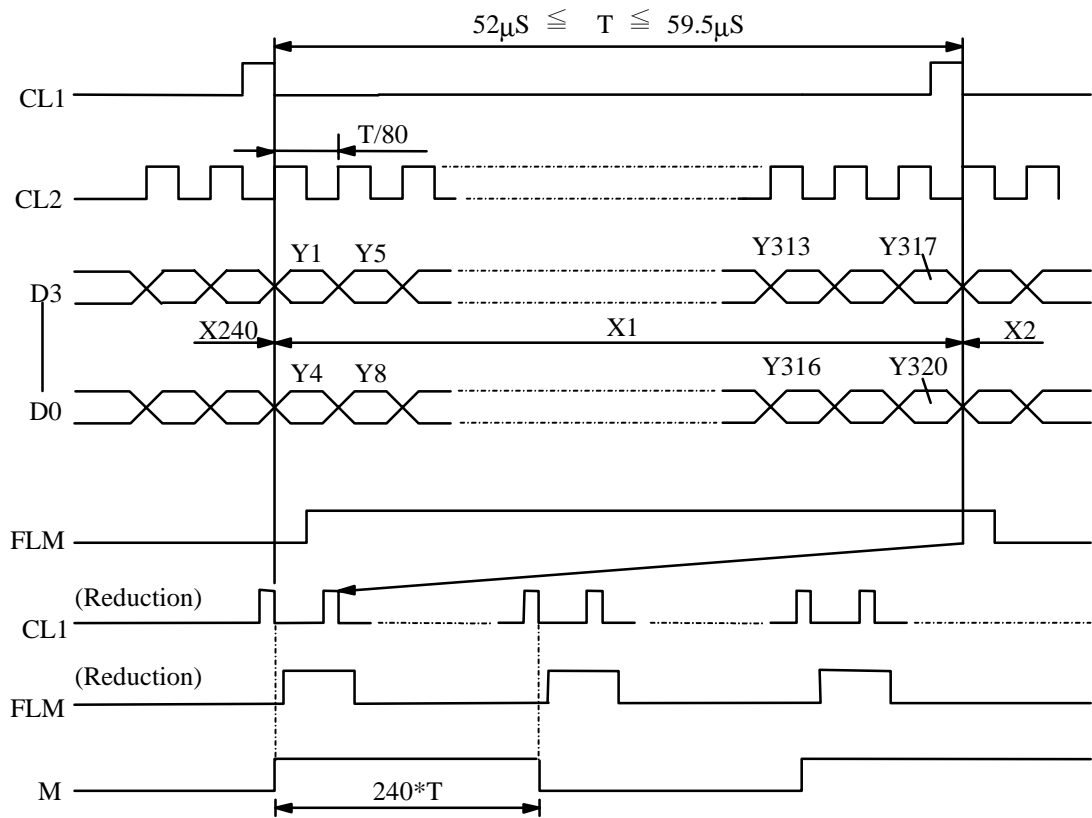 52μS ≦ T ≦ 59.5μS
CL1
T/80
CL2
Y1 Y5 Y313 Y317
D3
X240 X1 X2
Y4 Y8 Y316 Y320
D0
FLM
(Reduction)
CL1
(Reduction)
FLM
M
240*T